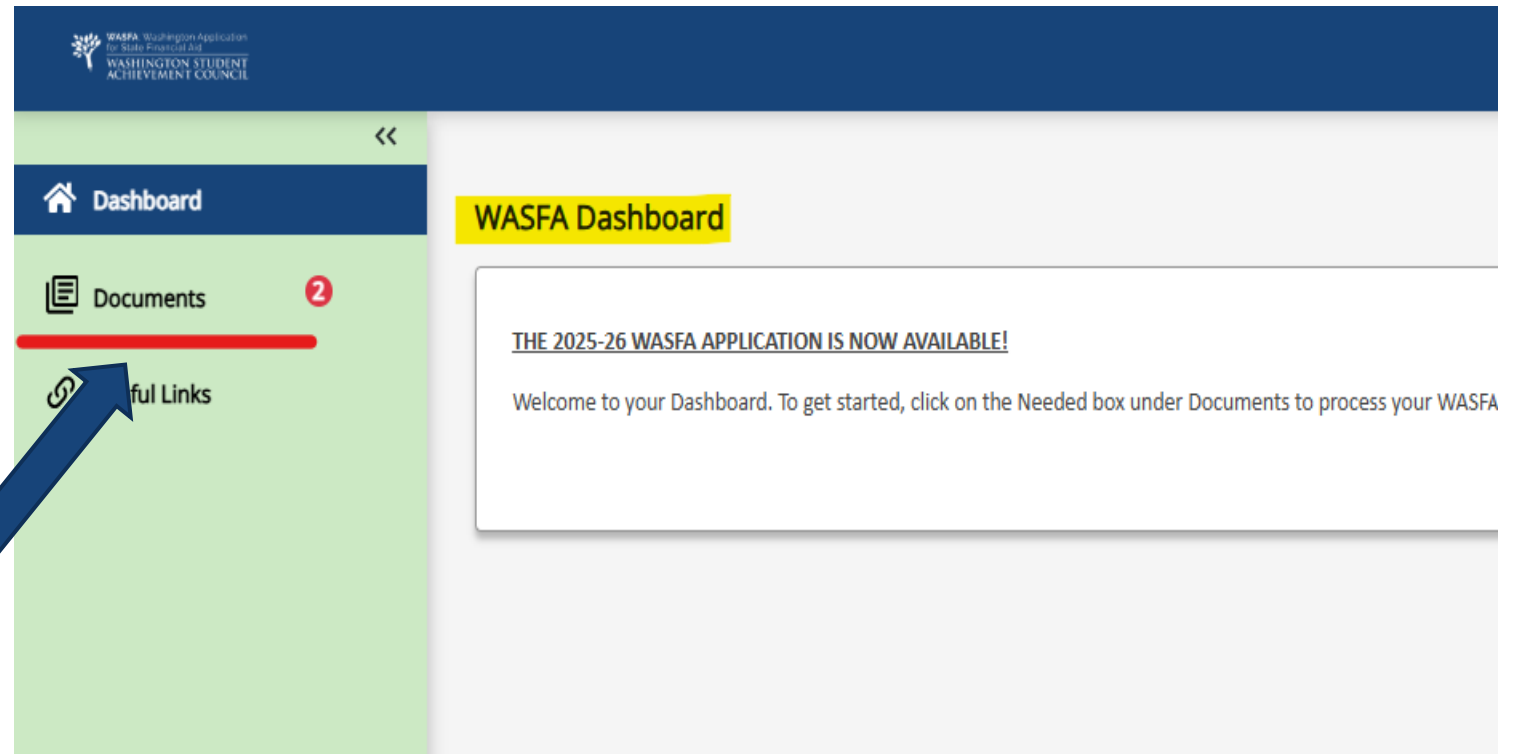 WASFA Washington Application
for State Financial Aid
WASHINGTON STUDENT
ACHIEVEMENT COUNCIL
Dashboard
Documents 2
ful Links
WASFA Dashboard
THE 2025-26 WASFA APPLICATION IS NOW AVAILABLE!
Welcome to your Dashboard. To get started, click on the Needed box under Documents to process your WASFA